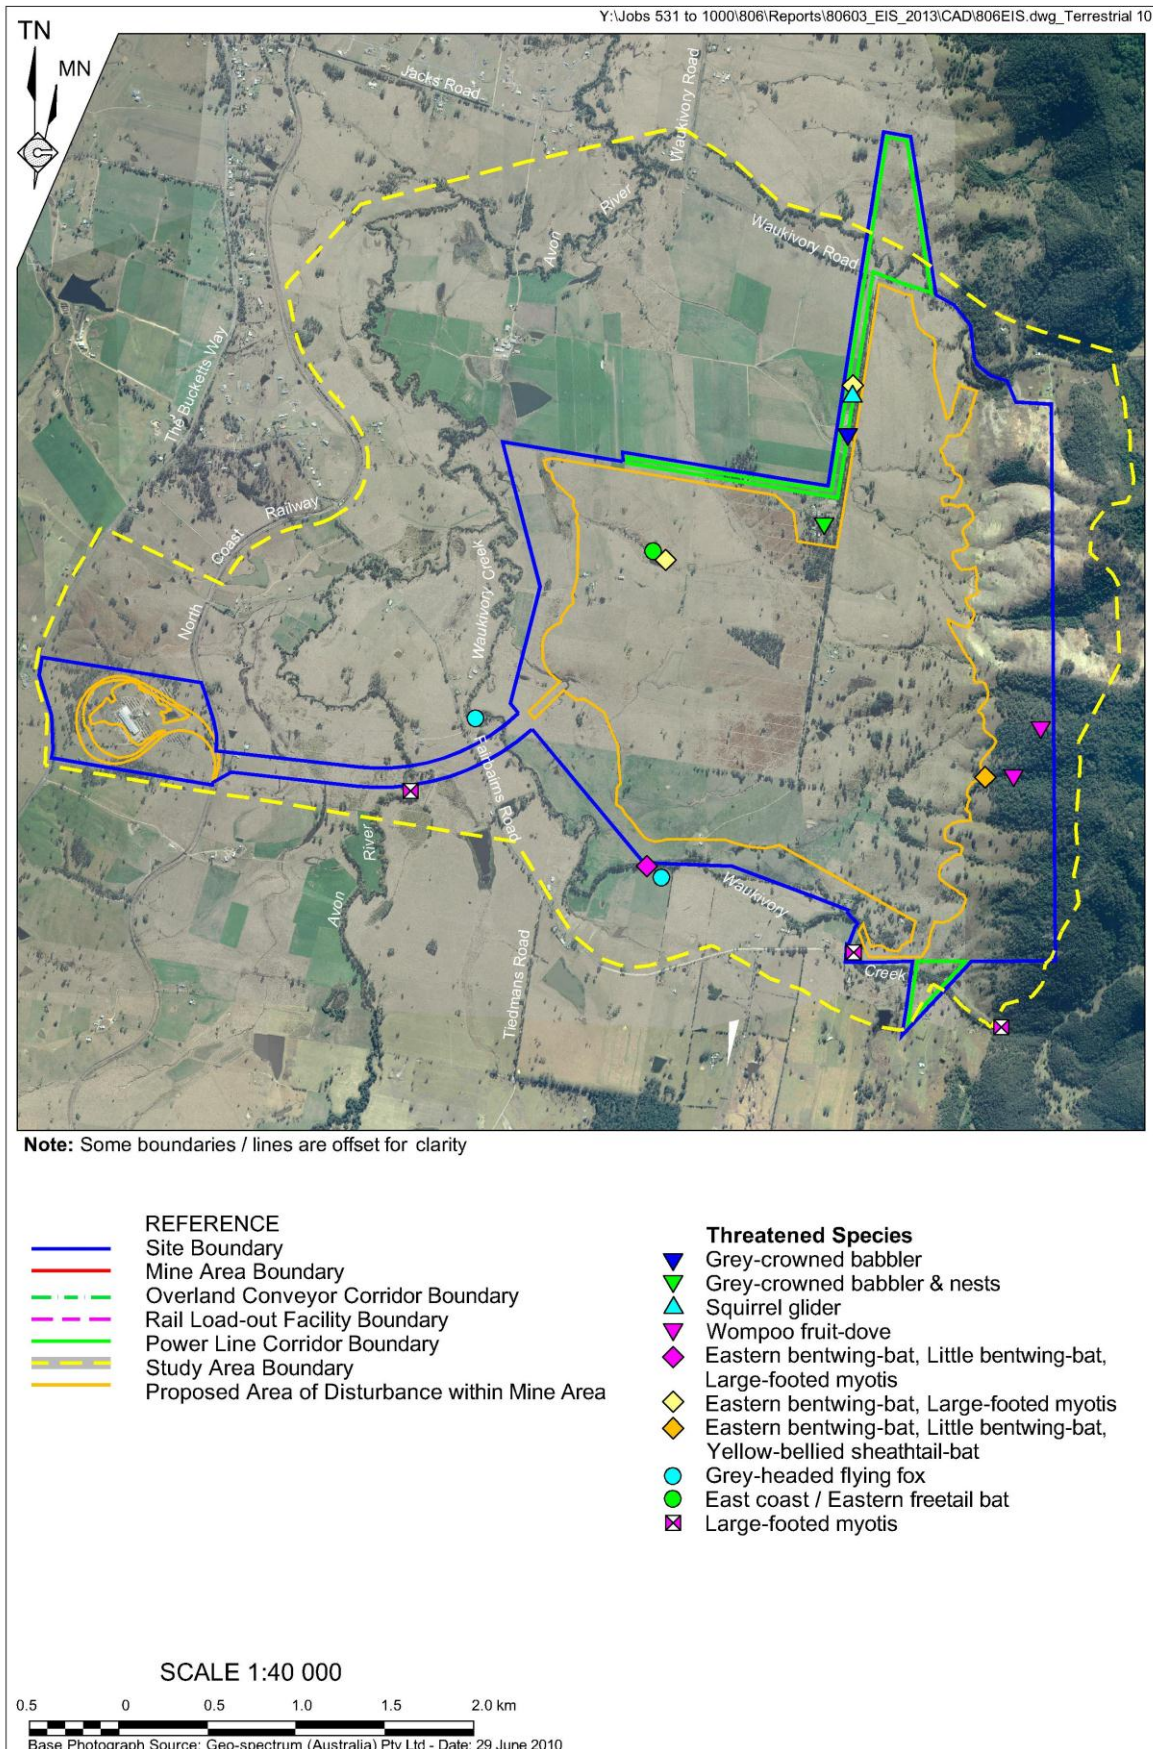 Y:\Jobs 531 to 1000\806\Reports\80603_EIS_2013\CAD\806EIS.dwg_Terrestrial 10
TN
MN
Jacks Road
Waukivory Road
River
Avon
Waukivory Road
The Bucketts Way
Railway
Coast
North
Waukivory Creek
Fairbairns Road
River
Avon
Waukivory
Creek
Tiedmans Road
Note: Some boundaries / lines are offset for clarity
REFERENCE
Site Boundary
Mine Area Boundary
Overland Conveyor Corridor Boundary
Rail Load-out Facility Boundary
Power Line Corridor Boundary
Study Area Boundary
Proposed Area of Disturbance within Mine Area
Threatened Species
Grey-crowned babbler
Grey-crowned babbler & nests
Squirrel glider
Wompoo fruit-dove
Eastern bentwing-bat, Little bentwing-bat,
Large-footed myotis
Eastern bentwing-bat, Large-footed myotis
Eastern bentwing-bat, Little bentwing-bat,
Yellow-bellied sheathtail-bat
Grey-headed flying fox
East coast / Eastern freetail bat
Large-footed myotis
SCALE 1:40 000
0.5 0 0.5 1.0 1.5 2.0 km
Base Photograph Source: Geo-spectrum (Australia) Pty Ltd - Date: 29 June 2010